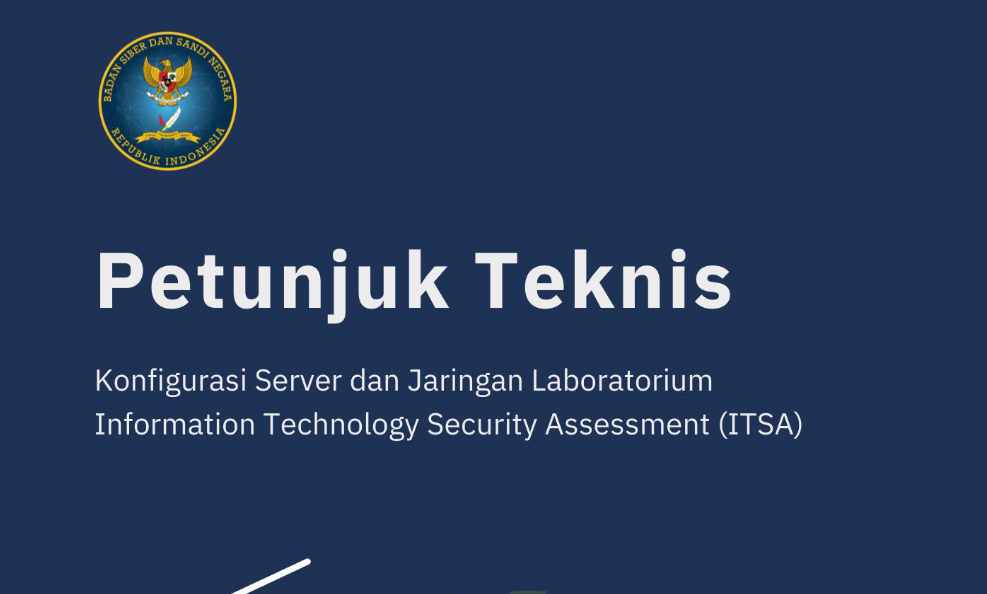 BADAN SIBER DAN SANDI NEGARA
REPUBLIK INDONESIA
Petunjuk Teknis
Konfigurasi Server dan Jaringan Laboratorium
Information Technology Security Assessment (ITSA)